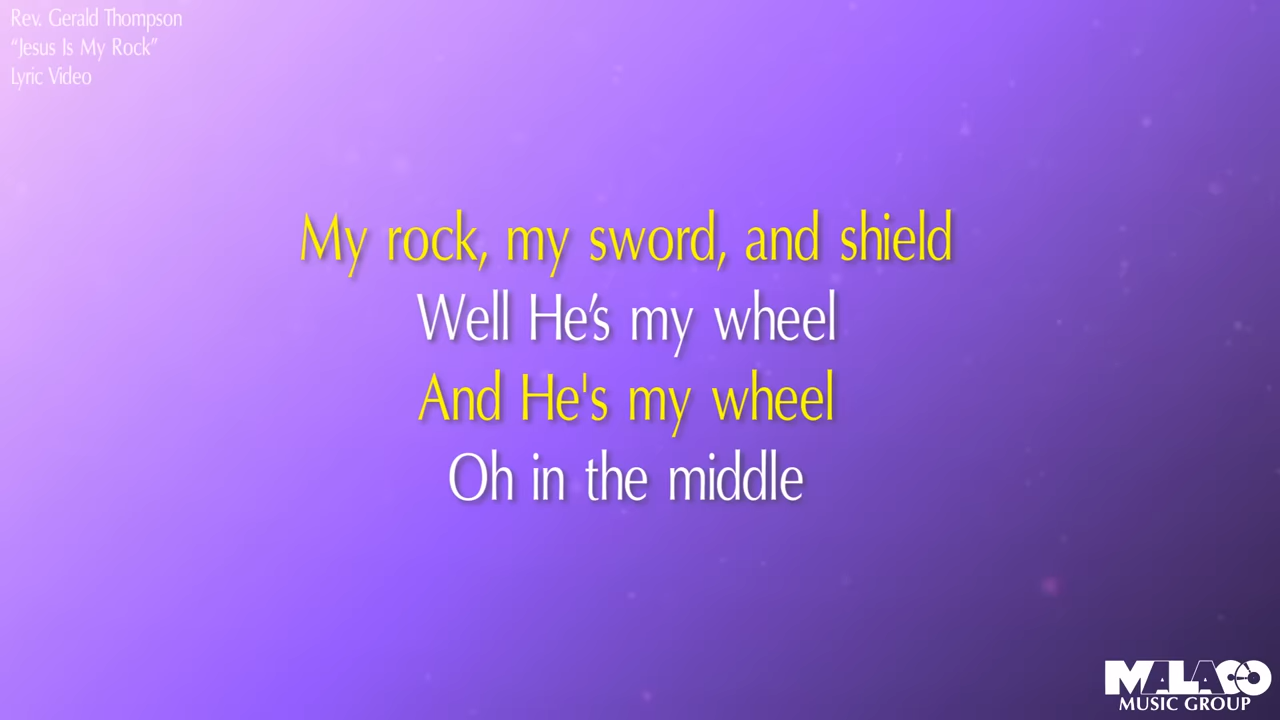 Rev. Gerald Thompson
“Jesus Is My Rock”
Lyric Video
My rock, my sword, and shield
Well He’s my wheel
And He's my wheel
Oh in the middle
MALACO
MUSIC GROUP